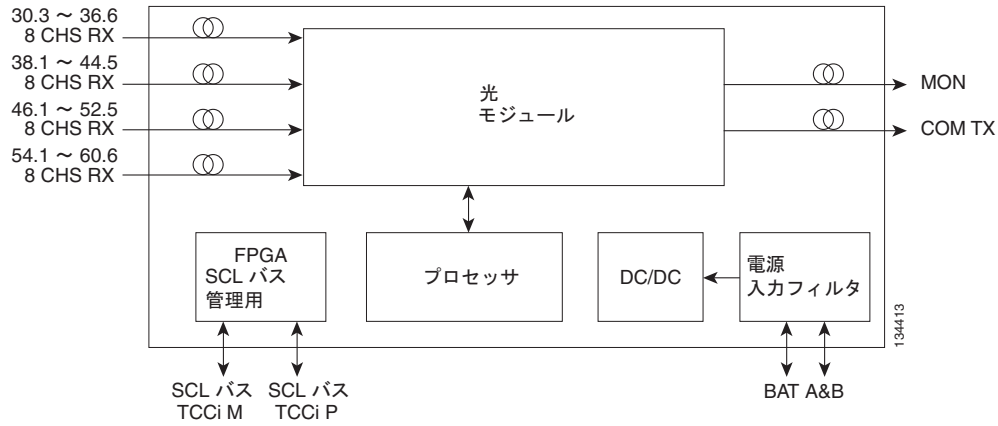 30.3 ～ 36.6
8 CHS RX
38.1 ～ 44.5
8 CHS RX
46.1 ～ 52.5
8 CHS RX
54.1 ～ 60.6
8 CHS RX
光
モジュール
MON
COM TX
FPGA
SCL バス
管理用
プロセッサ
DC/DC
電源
入力フィルタ
134413
SCL バス
TCCi M
SCL バス
TCCi P
BAT A&B